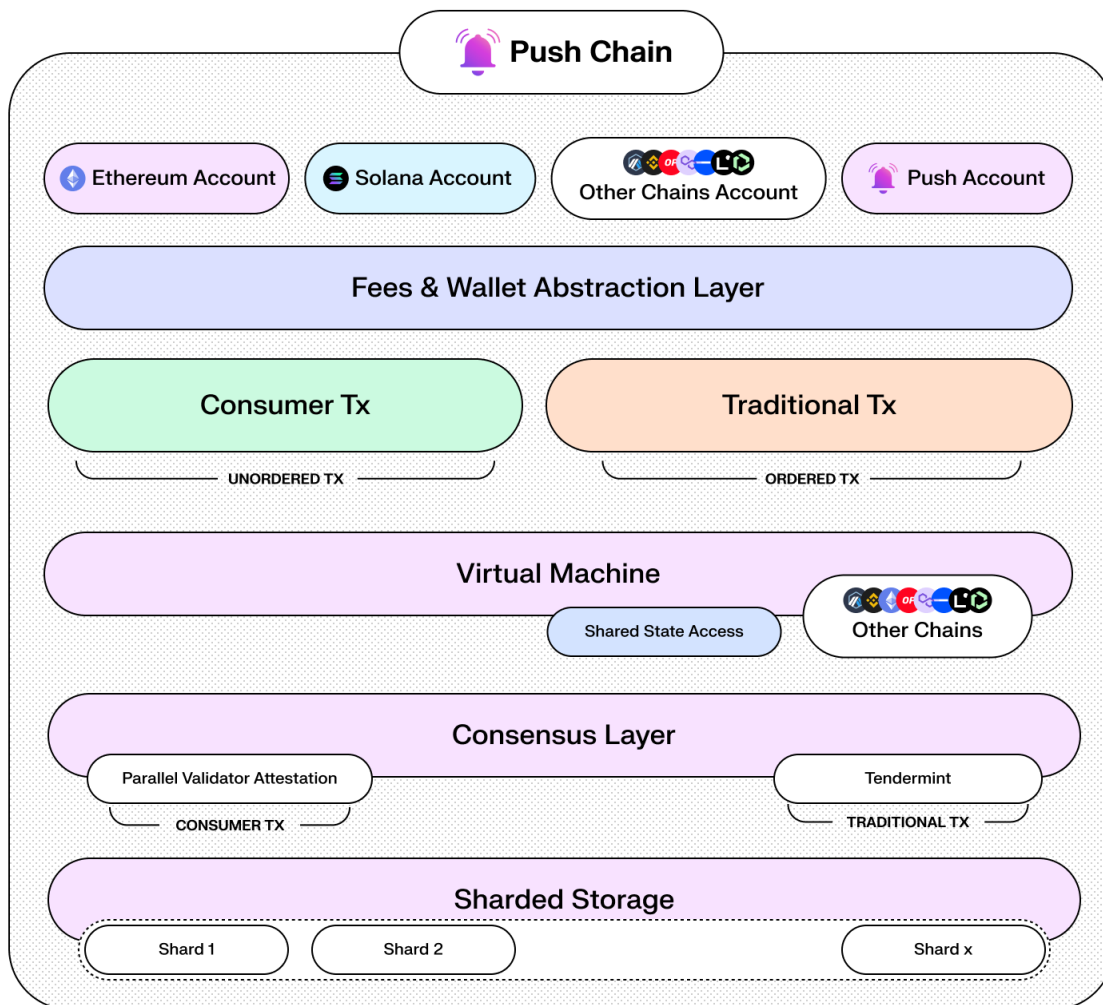 Push Chain
Ethereum Account
Solana Account
OP
Other Chains Account
Push Account
Fees & Wallet Abstraction Layer
Consumer Tx
Traditional Tx
UNORDERED TX
ORDERED TX
Virtual Machine
OP
Shared State Access
Other Chains
Consensus Layer
Parallel Validator Attestation
Tendermint
CONSUMER TX
TRADITIONAL TX
Sharded Storage
Shard 1
Shard 2
Shard x